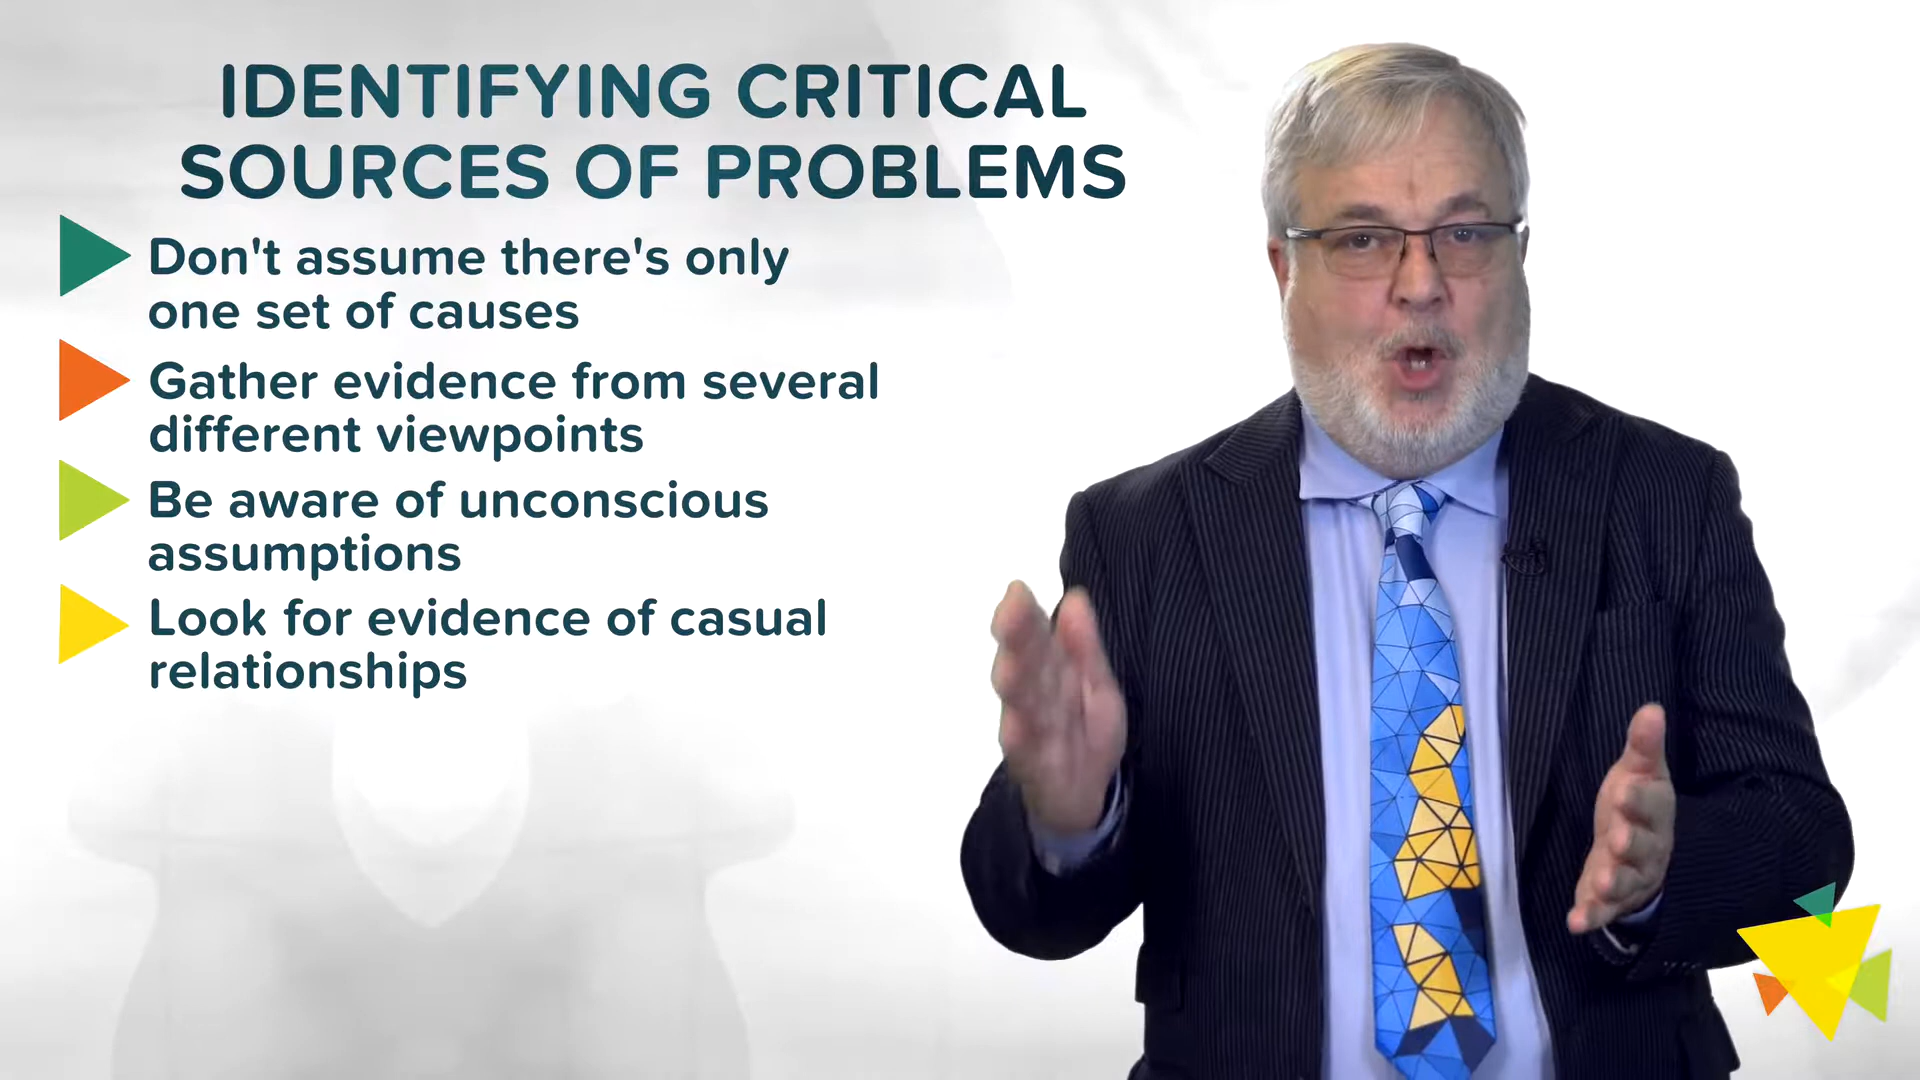 IDENTIFYING CRITICAL
SOURCES OF PROBLEMS
Don't assume there's only
one set of causes
Gather evidence from several
different viewpoints
Be aware of unconscious
assumptions
Look for evidence of casual
relationships